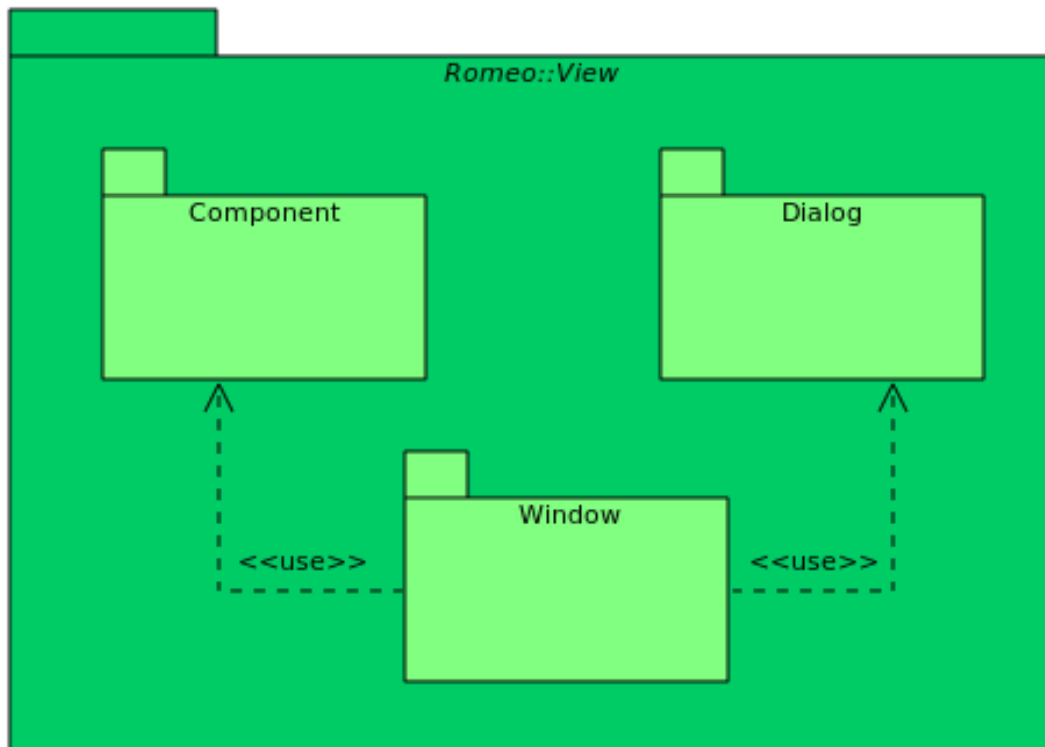 Romeo::View
Component
Dialog
Window
<<use>>
<<use>>